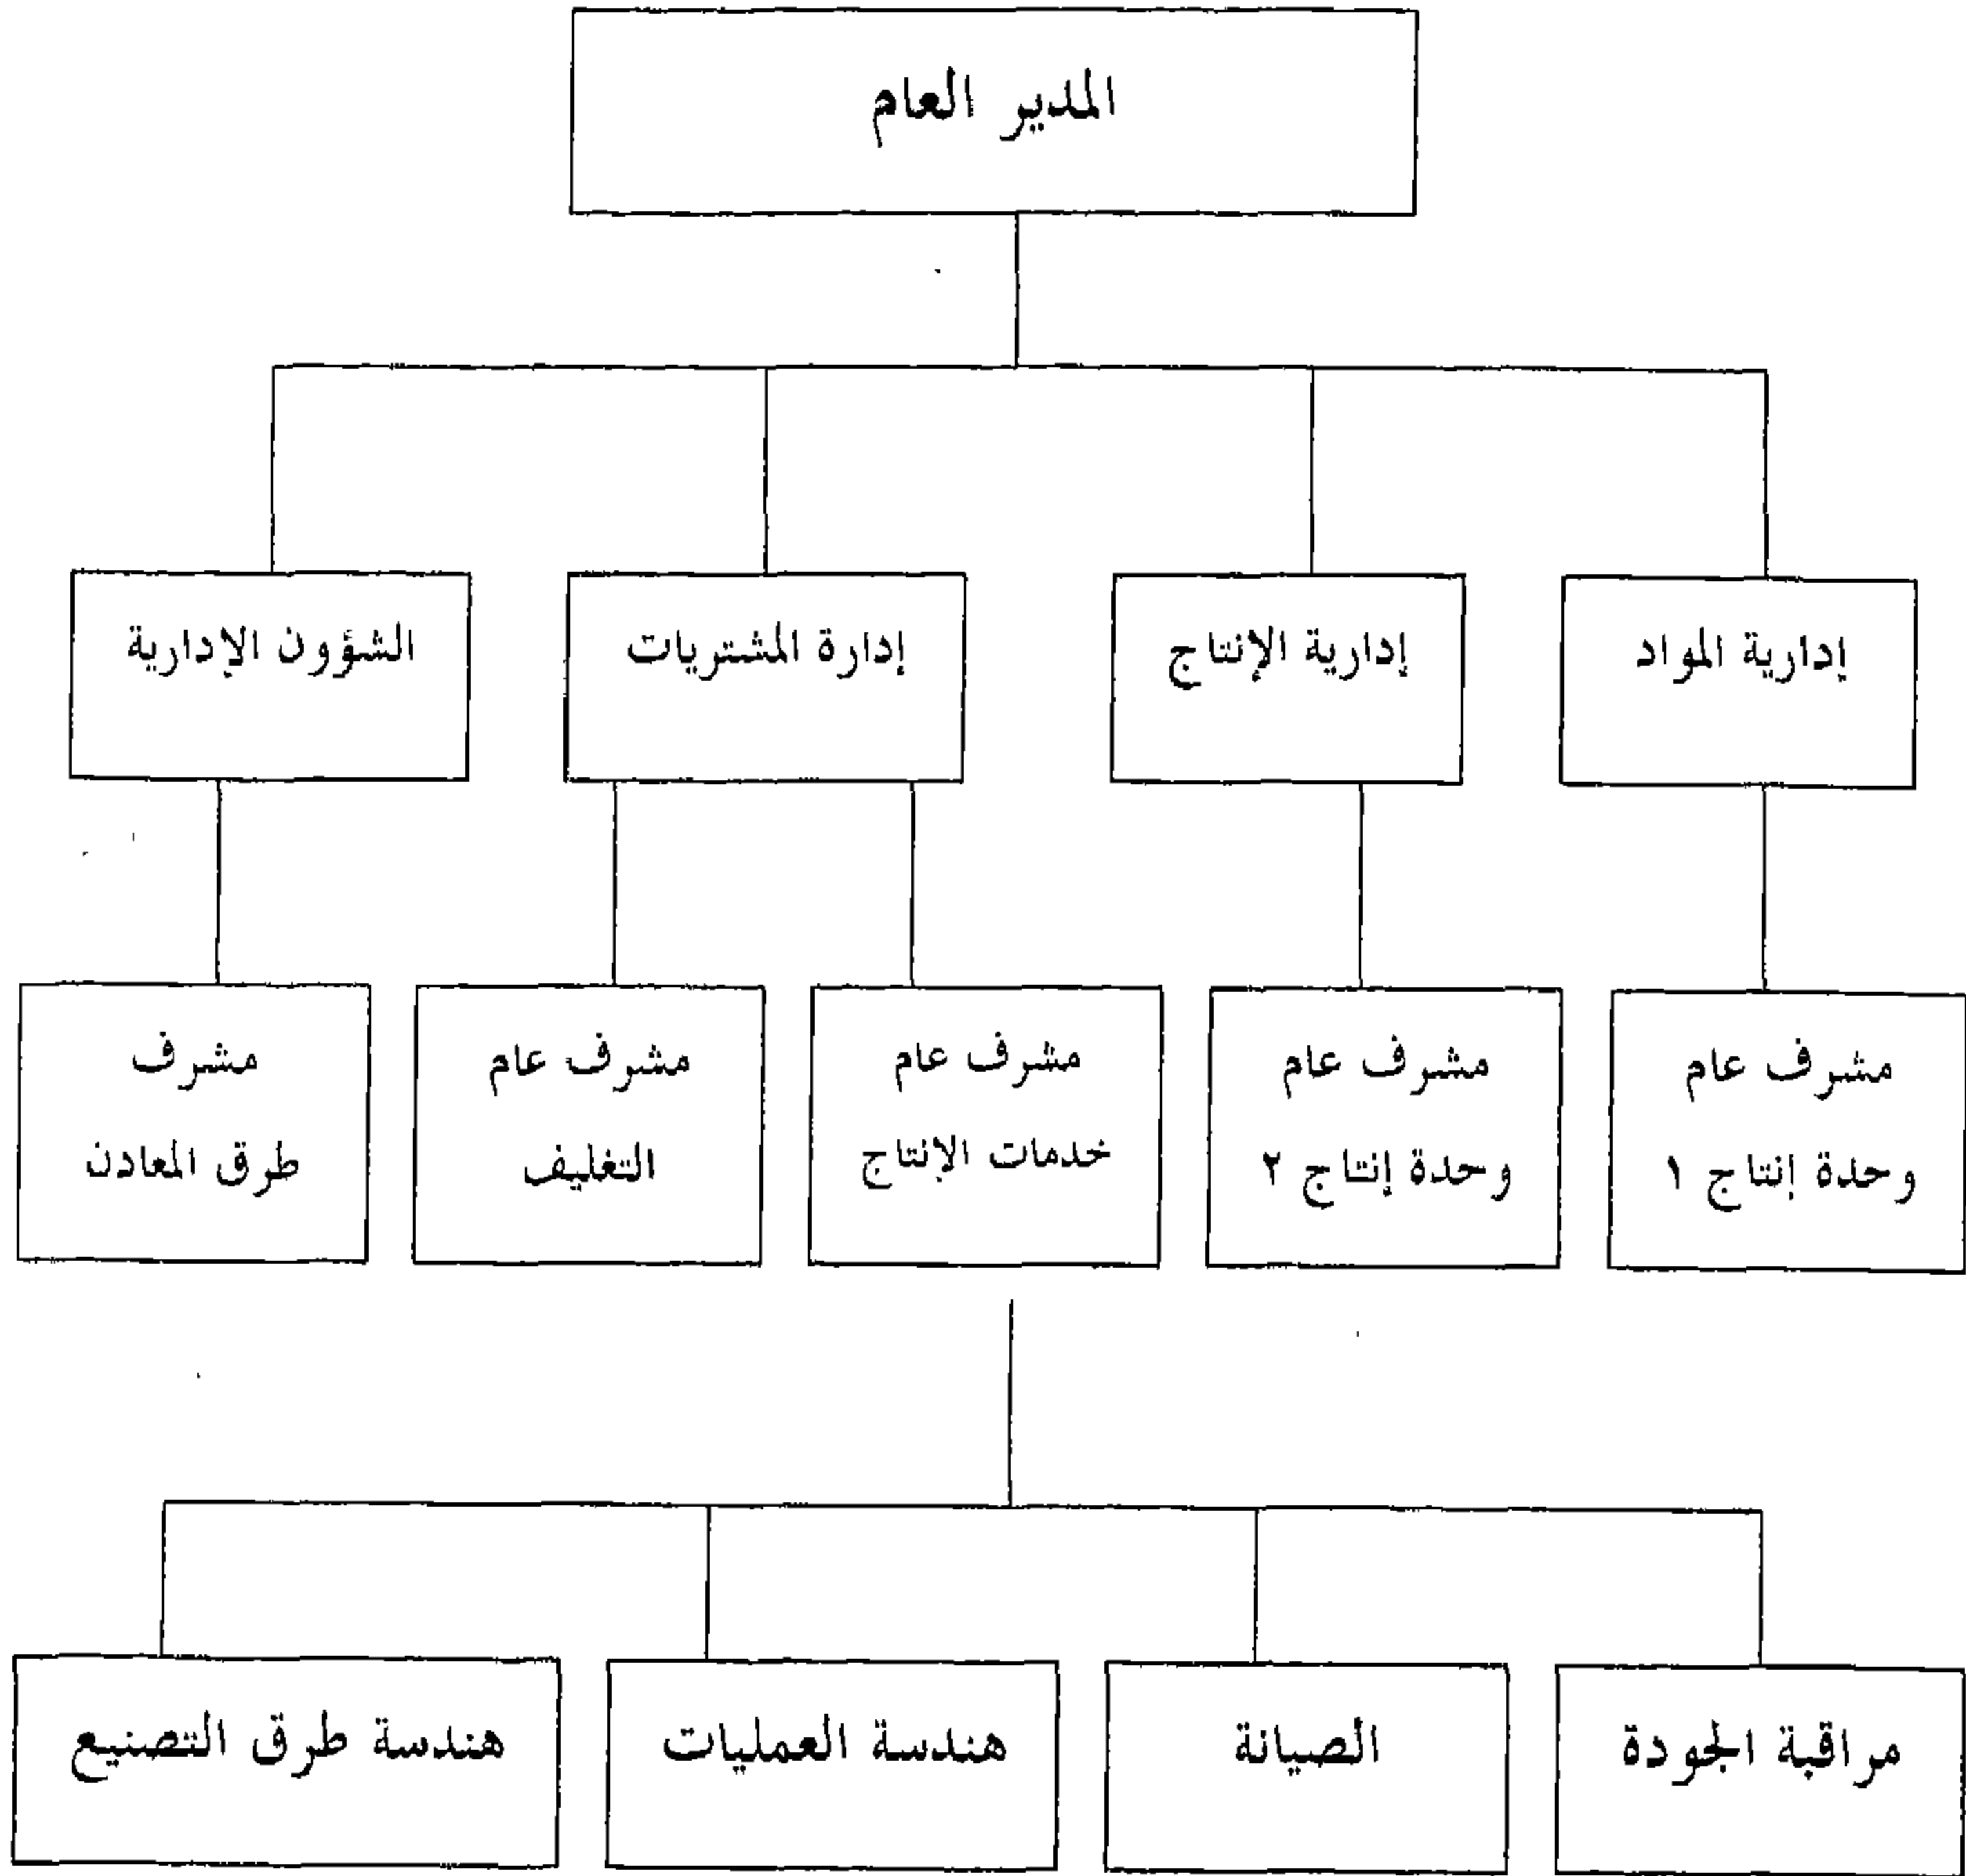 المدير العام
إدارية المواد
إدارية الإنتاج
إدارة المشتريات
الشؤون الإدارية
مشرف عام
وحدة إنتاج ١
مشرف عام
وحدة إنتاج ٢
مشرف عام
خدمات الإنتاج
مشرف عام
التغليف
مشرف
طرق المعادن
مراقبة الجودة
الصيانة
هندسة العمليات
هندسة طرق التصنيع